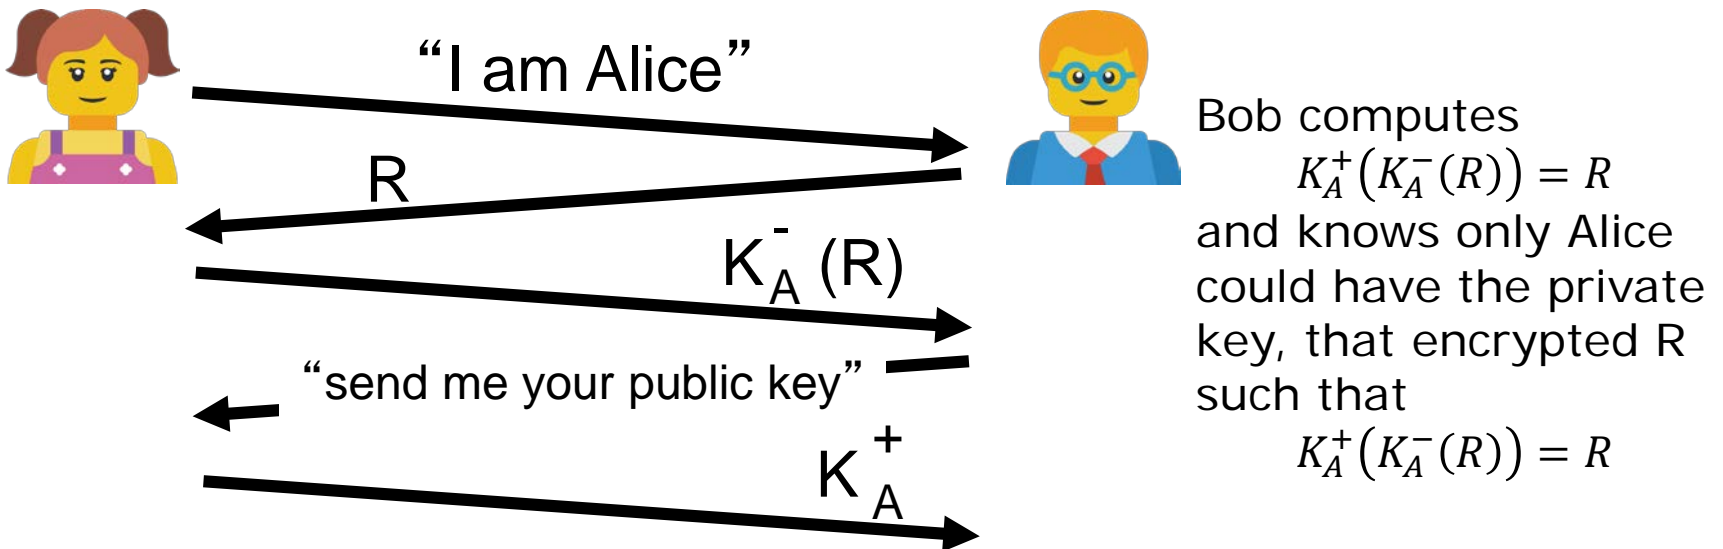 “I am Alice”
R
K_A^- (R)
“send me your public key”
K_A^+
Bob computes
K_A^+(K_A^-(R)) = R
and knows only Alice
could have the private
key, that encrypted R
such that
K_A^+(K_A^-(R)) = R